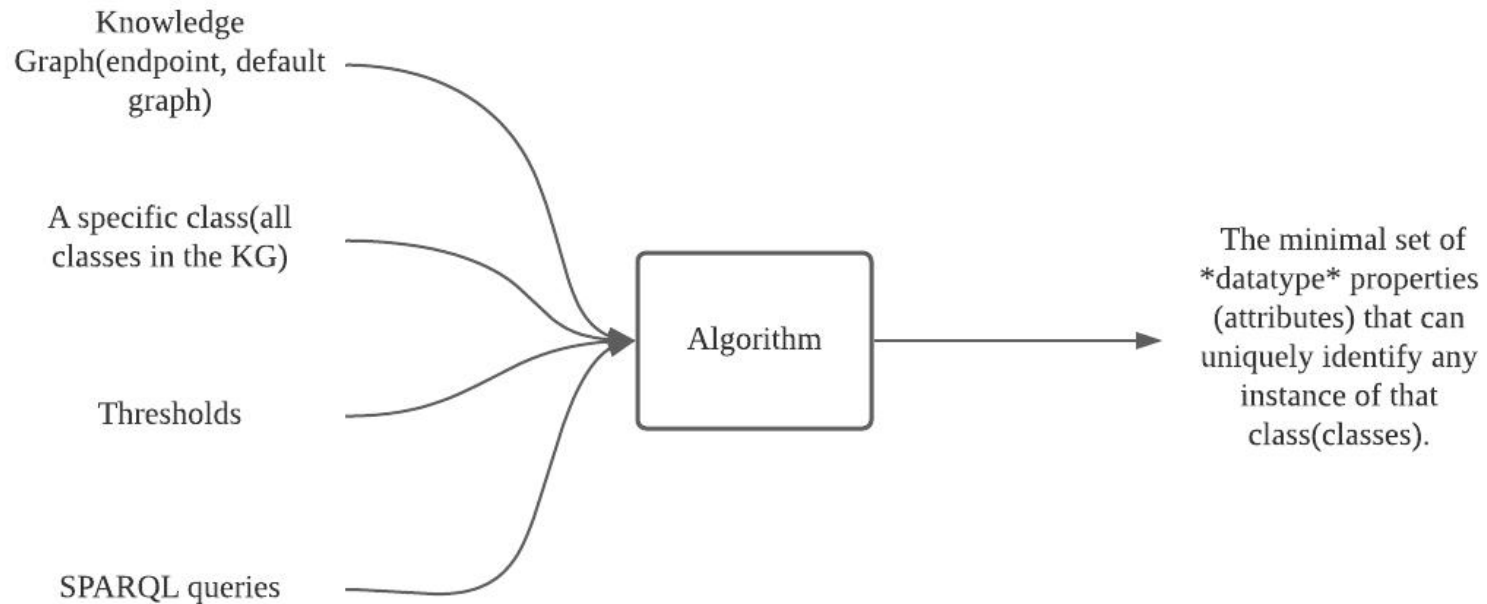 Knowledge
Graph(endpoint, default
graph)
A specific class(all
classes in the KG)
Thresholds
SPARQL queries
Algorithm
The minimal set of
*datatype* properties
(attributes) that can
uniquely identify any
instance of that
class(classes).